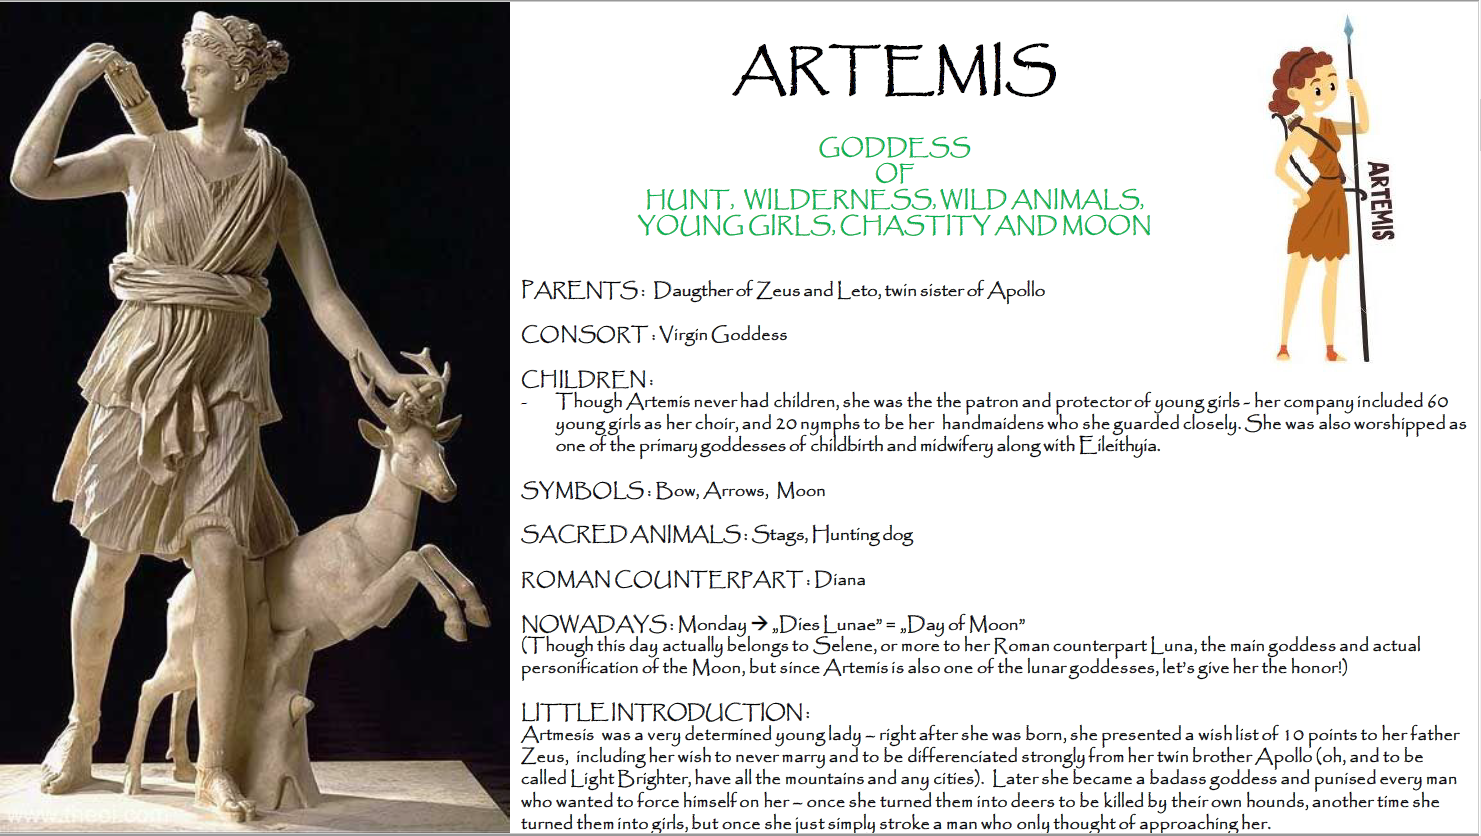 ARTEMIS
GODDESS
OF
HUNT, WILDERNESS, WILD ANIMALS,
YOUNG GIRLS, CHASTITY AND MOON
ARTEMIS
PARENTS : Daugther of Zeus and Leto, twin sister of Apollo
CONSORT : Virgin Goddess
CHILDREN :
- Though Artemis never had children, she was the the patron and protector of young girls - her company included 60
young girls as her choir, and 20 nymphs to be her handmaidens who she guarded closely. She was also worshipped as
one of the primary goddesses of childbirth and midwifery along with Eileithyia.
SYMBOLS : Bow, Arrows, Moon
SACRED ANIMALS : Stags, Hunting dog
ROMAN COUNTERPART : Diana
NOWADAYS : Monday → „Dies Lunae” = „Day of Moon”
(Though this day actually belongs to Selene, or more to her Roman counterpart Luna, the main goddess and actual
personification of the Moon, but since Artemis is also one of the lunar goddesses, let's give her the honor!)
LITTLE INTRODUCTION :
Artmesis was a very determined young lady – right after she was born, she presented a wish list of 10 points to her father
Zeus, including her wish to never marry and to be differenciated strongly from her twin brother Apollo (oh, and to be
called Light Brighter, have all the mountains and any cities). Later she became a badass goddess and punised every man
who wanted to force himself on her – once she turned them into deers to be killed by their own hounds, another time she
turned them into girls, but once she just simply stroke a man who only thought of approaching her.
www.theoi.com